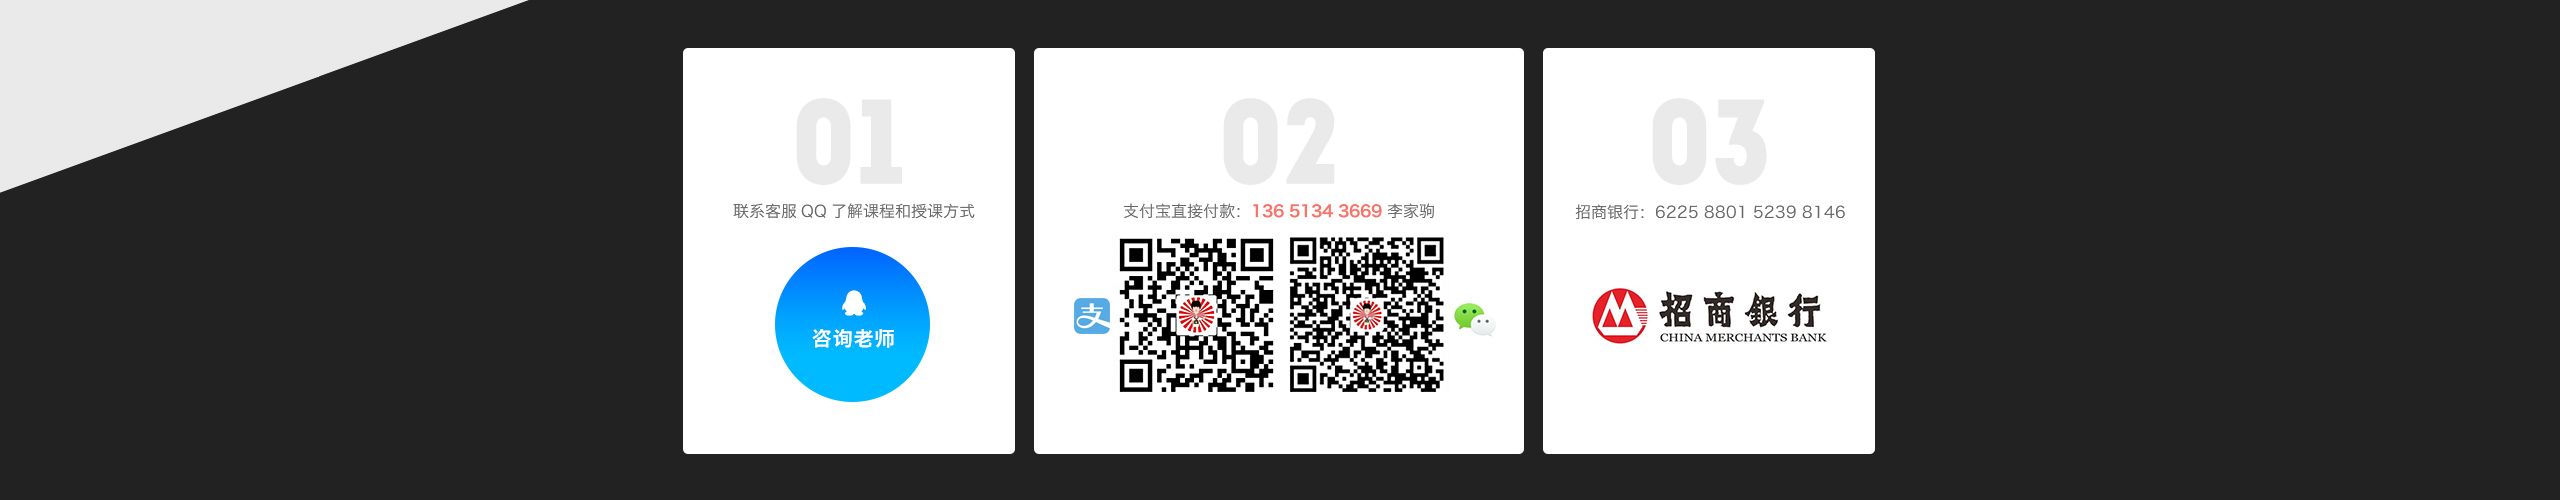 01
联系客服 QQ 了解课程和授课方式
咨询老师
02
支付宝直接付款：136 5134 3669 李家驹
支
03
招商银行：6225 8801 5239 8146
招商银行
CHINA MERCHANTS BANK